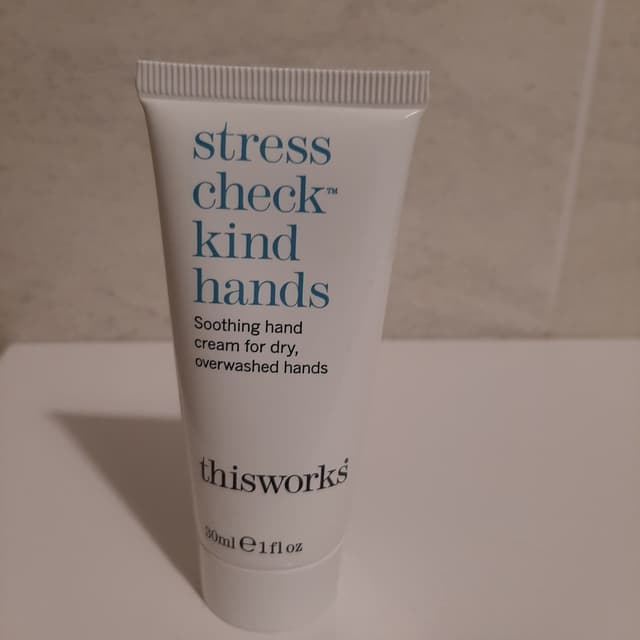 stress
check™
kind
hands
Soothing hand
cream for dry,
overwashed hands
thisworks®
30ml ℮ 1 fl oz